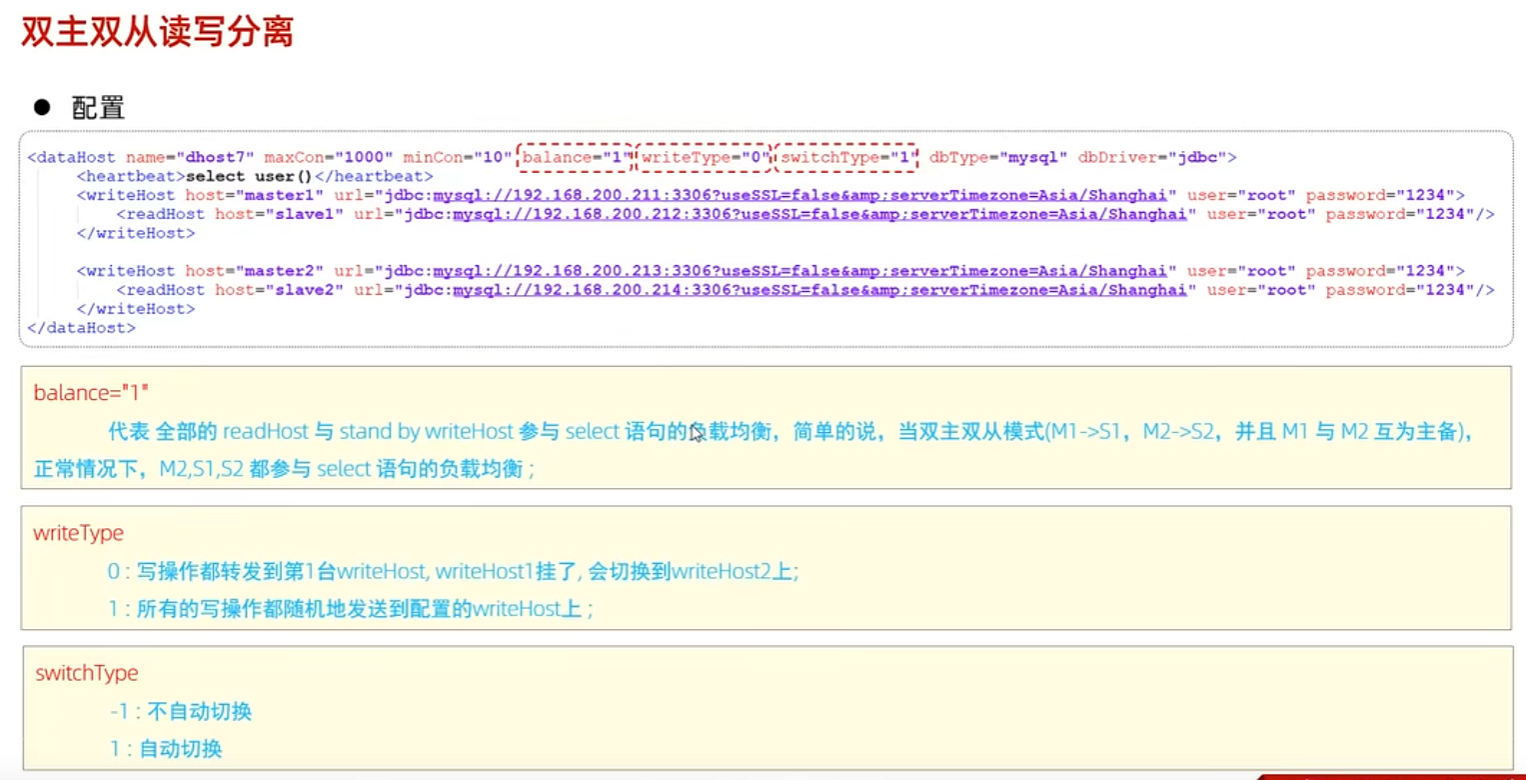 双主双从读写分离
● 配置
<dataHost name="dhost7" maxCon="1000" minCon="10" balance="1" writeType="0" switchType="1" dbType="mysql" dbDriver="jdbc">
<heartbeat>select user()</heartbeat>
<writeHost host="master1" url="jdbc:mysql://192.168.200.211:3306?useSSL=false&amp;serverTimezone=Asia/Shanghai" user="root" password="1234">
<readHost host="slave1" url="jdbc:mysql://192.168.200.212:3306?useSSL=false&amp;serverTimezone=Asia/Shanghai" user="root" password="1234"/>
</writeHost>
<writeHost host="master2" url="jdbc:mysql://192.168.200.213:3306?useSSL=false&amp;serverTimezone=Asia/Shanghai" user="root" password="1234">
<readHost host="slave2" url="jdbc:mysql://192.168.200.214:3306?useSSL=false&amp;serverTimezone=Asia/Shanghai" user="root" password="1234"/>
</writeHost>
</dataHost>
balance="1"
代表 全部的 readHost 与 stand by writeHost 参与 select 语句的负载均衡，简单的说，当双主双从模式(M1->S1，M2->S2，并且 M1 与 M2 互为主备)，
正常情况下，M2,S1,S2 都参与 select 语句的负载均衡 ;
writeType
0 : 写操作都转发到第1台writeHost, writeHost1挂了, 会切换到writeHost2上;
1 : 所有的写操作都随机地发送到配置的writeHost上 ;
switchType
-1 : 不自动切换
1 : 自动切换